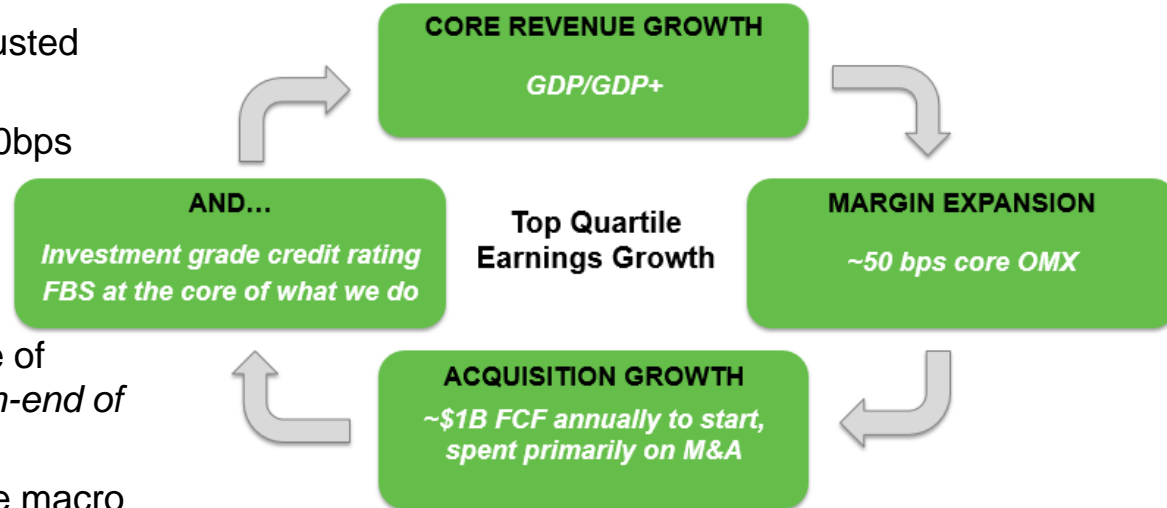 CORE REVENUE GROWTH
GDP/GDP+
AND...
Investment grade credit rating
FBS at the core of what we do
Top Quartile
Earnings Growth
MARGIN EXPANSION
~50 bps core OMX
ACQUISITION GROWTH
~$1B FCF annually to start,
spent primarily on M&A
e of
-end of
macro